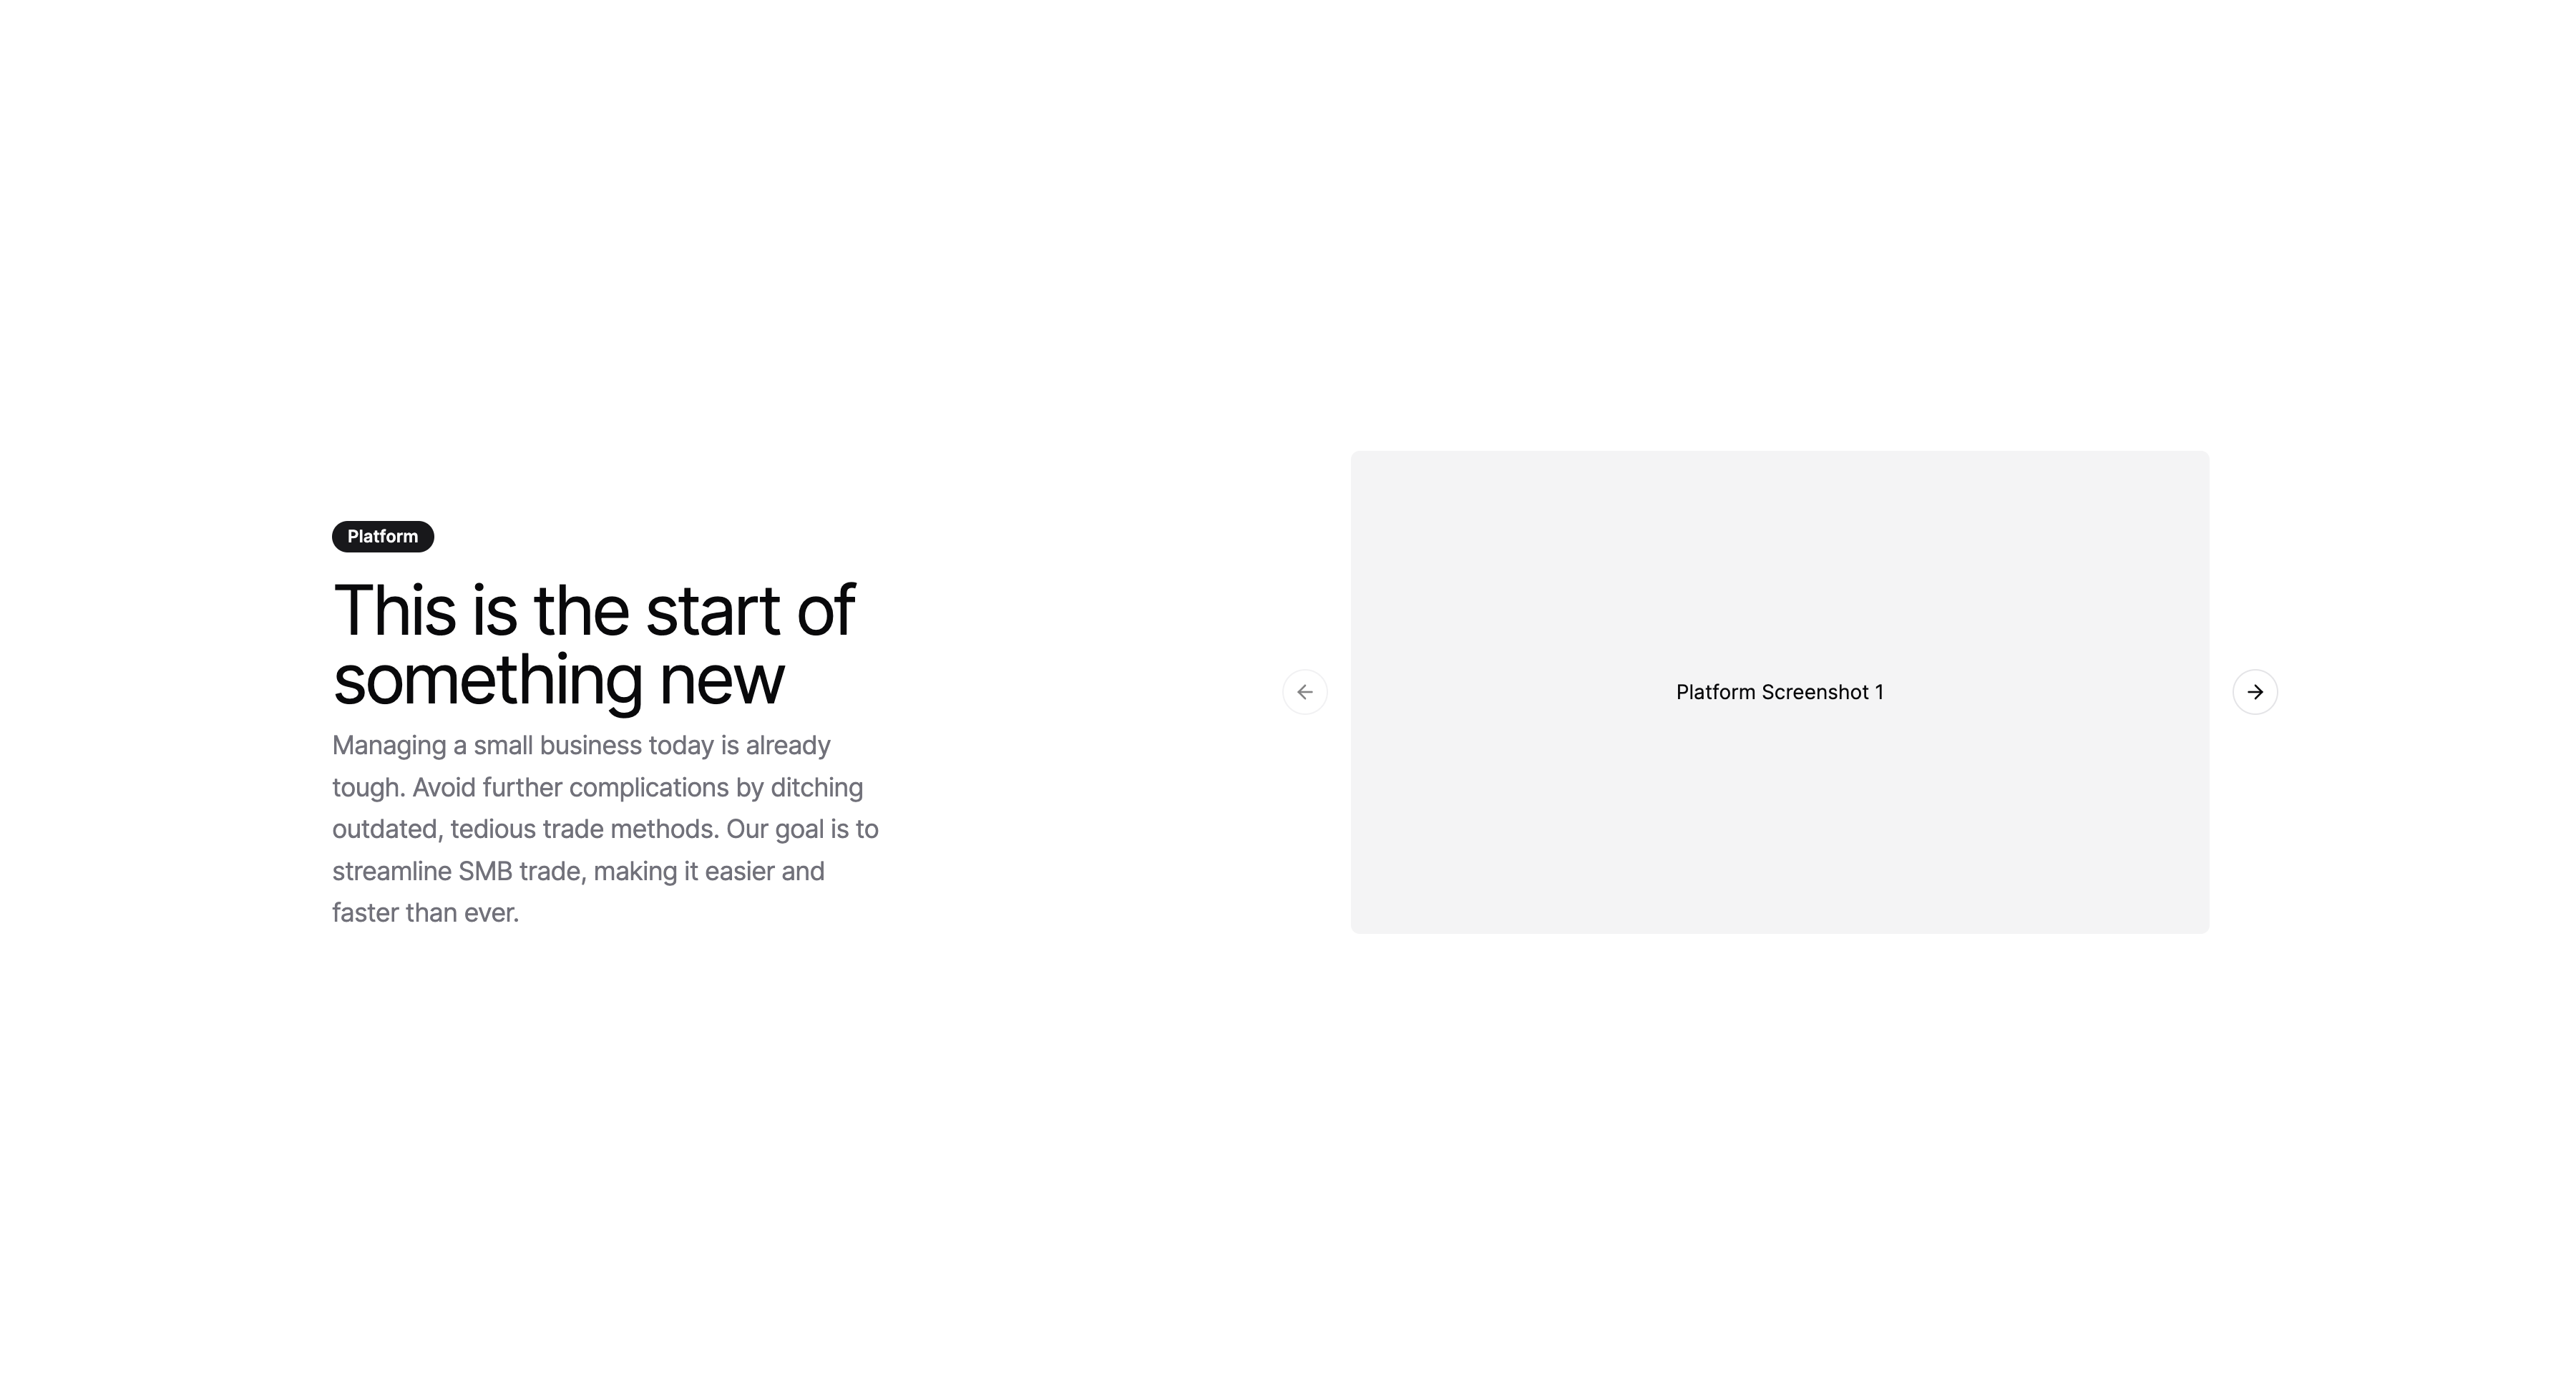 Platform
This is the start of
something new
Managing a small business today is already
tough. Avoid further complications by ditching
outdated, tedious trade methods. Our goal is to
streamline SMB trade, making it easier and
faster than ever.
Platform Screenshot 1